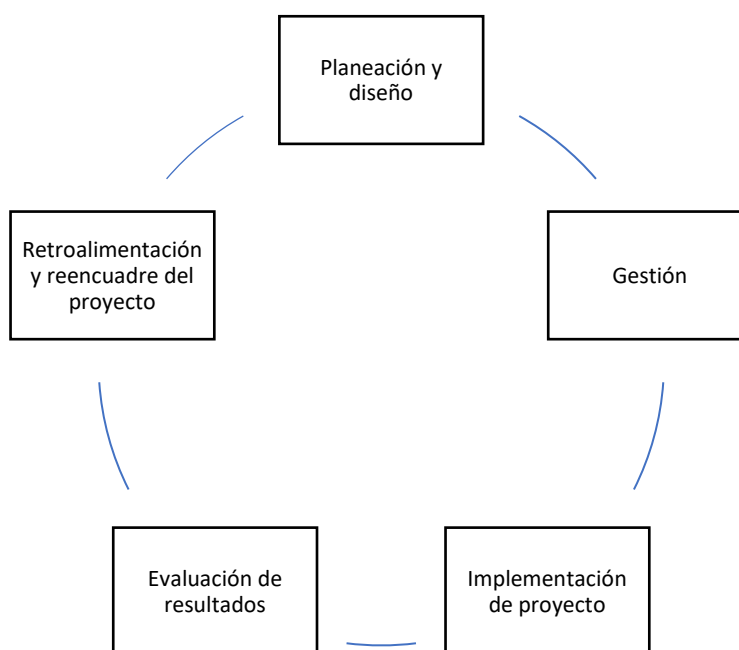 Planeación y
diseño
Gestión
Implementación
de proyecto
Evaluación de
resultados
Retroalimentación
y reencuadre del
proyecto